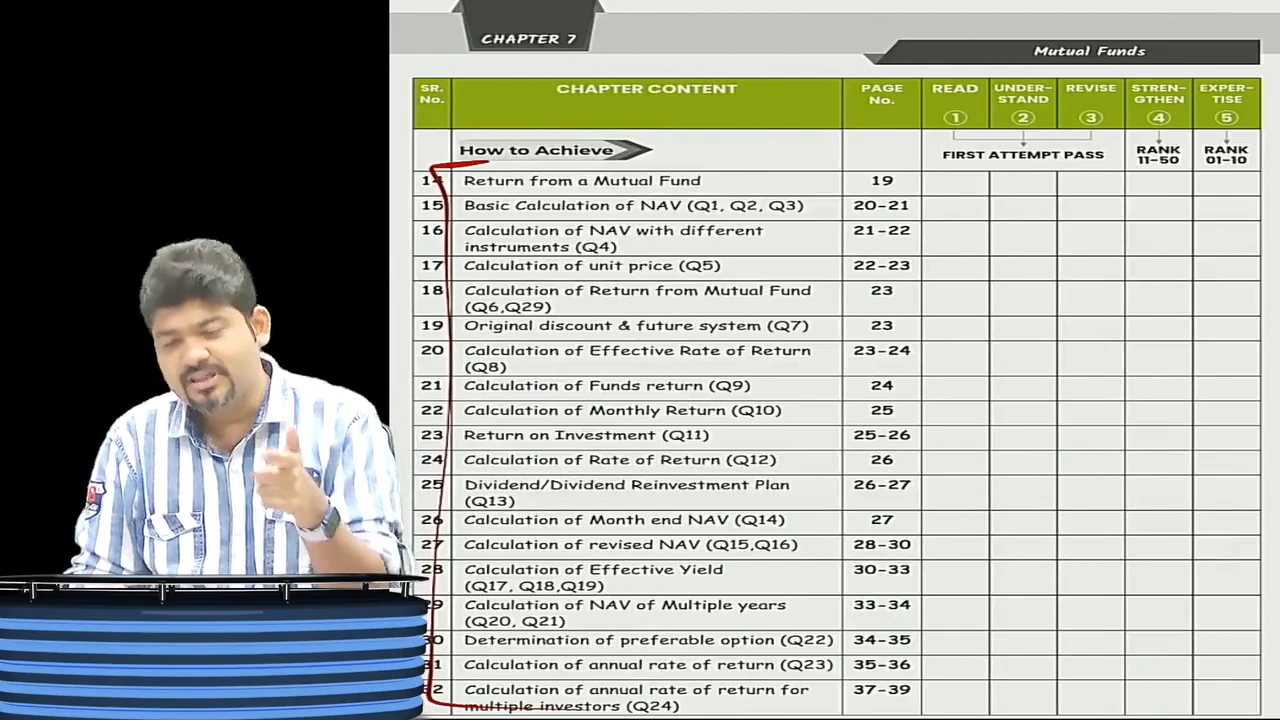 CHAPTER 7
Mutual Funds
SR. No. CHAPTER CONTENT PAGE No. READ ① UNDER-STAND ② REVISE ③ STREN-GTHEN ④ EXPER-TISE ⑤
How to Achieve FIRST ATTEMPT PASS RANK 11-50 RANK 01-10
14 Return from a Mutual Fund 19
15 Basic Calculation of NAV (Q1, Q2, Q3) 20-21
16 Calculation of NAV with different 21-22
instruments (Q4)
17 Calculation of unit price (Q5) 22-23
18 Calculation of Return from Mutual Fund 23
(Q6,Q29)
19 Original discount & future system (Q7) 23
20 Calculation of Effective Rate of Return 23-24
(Q8)
21 Calculation of Funds return (Q9) 24
22 Calculation of Monthly Return (Q10) 25
23 Return on Investment (Q11) 25-26
24 Calculation of Rate of Return (Q12) 26
25 Dividend/Dividend Reinvestment Plan 26-27
(Q13)
26 Calculation of Month end NAV (Q14) 27
27 Calculation of revised NAV (Q15,Q16) 28-30
28 Calculation of Effective Yield 30-33
(Q17, Q18,Q19)
29 Calculation of NAV of Multiple years 33-34
(Q20, Q21)
30 Determination of preferable option (Q22) 34-35
31 Calculation of annual rate of return (Q23) 35-36
32 Calculation of annual rate of return for 37-39
multiple investors (Q24)